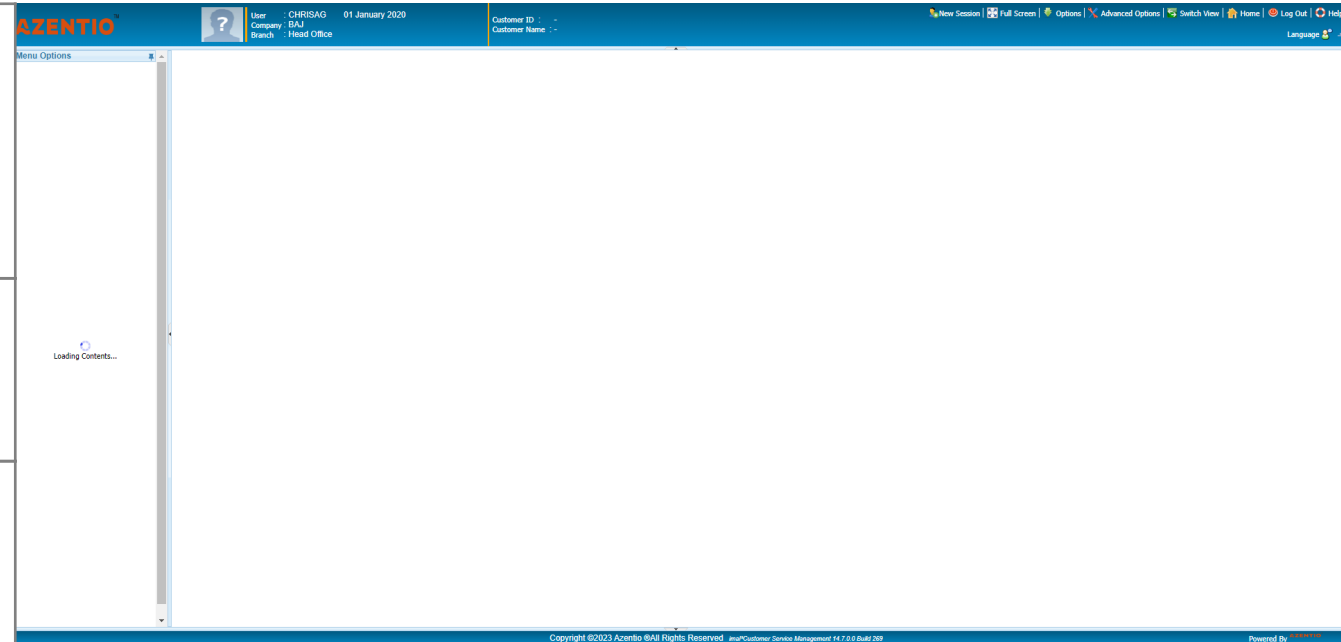 AZENTIO™
User : CHRISAG 01 January 2020
Company : BAJ
Branch : Head Office
Customer ID : -
Customer Name : -
New Session | Full Screen | Options | Advanced Options | Switch View | Home | Log Out | Help
Language
Menu Options
Loading Contents...
Copyright ©2023 Azentio ®All Rights Reserved imal®Customer Service Management 14.7.0.0 Build 269
Powered By AZENTIO